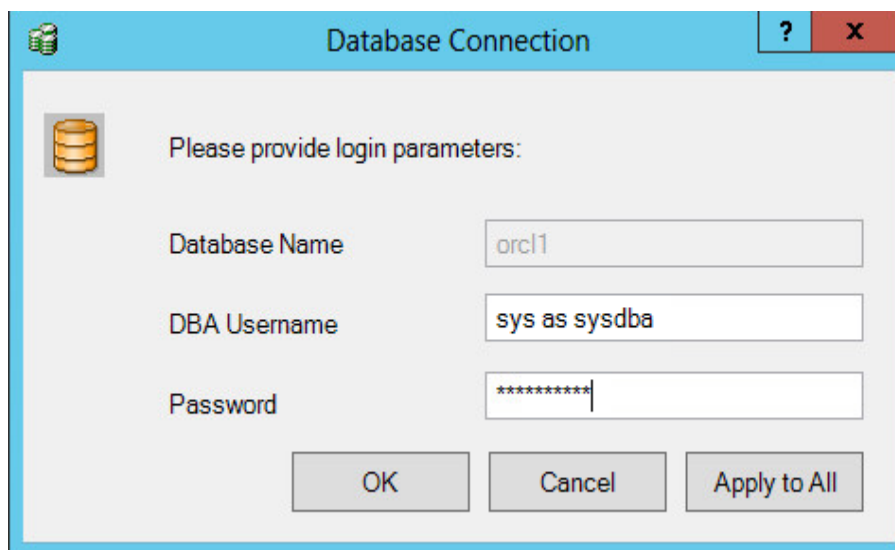 Database Connection
? x
Please provide login parameters:
Database Name orcl1
DBA Username sys as sysdba
Password **********
OK Cancel Apply to All